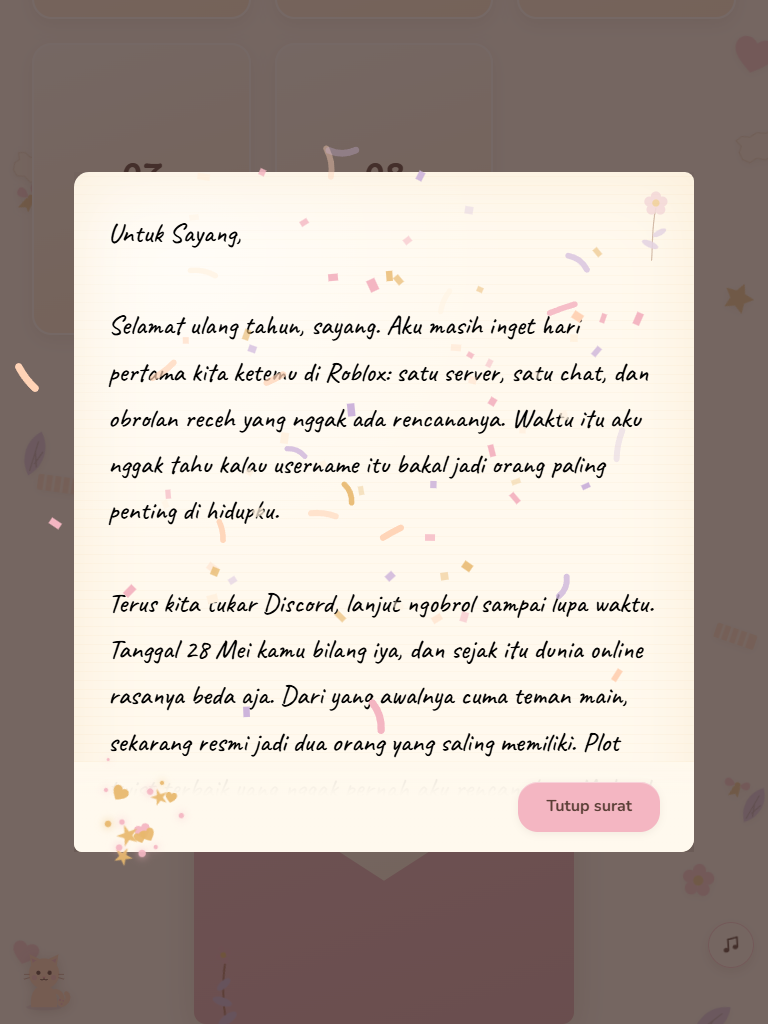 07
08
Untuk Sayang,
Selamat ulang tahun, sayang. Aku masih inget hari
pertama kita ketemu di Roblox: satu server, satu chat, dan
obrolan receh yang nggak ada rencananya. Waktu itu aku
nggak tahu kalau username itu bakal jadi orang paling
penting di hidupku.
Terus kita tukar Discord, lanjut ngobrol sampai lupa waktu.
Tanggal 28 Mei kamu bilang iya, dan sejak itu dunia online
rasanya beda aja. Dari yang awalnya cuma teman main,
sekarang resmi jadi dua orang yang saling memiliki. Plot
Tutup surat